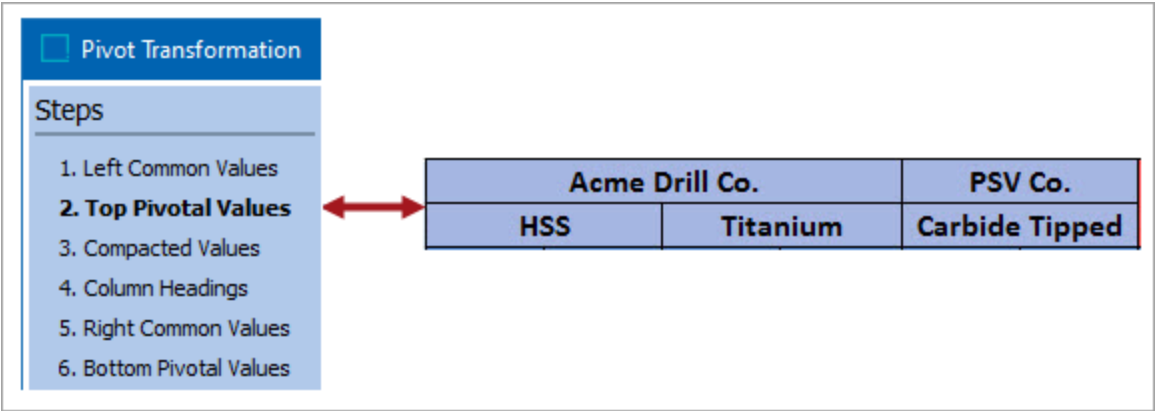 Pivot Transformation
Steps
1. Left Common Values
2. Top Pivotal Values
3. Compacted Values
4. Column Headings
5. Right Common Values
6. Bottom Pivotal Values
Acme Drill Co. PSV Co.
HSS Titanium Carbide Tipped